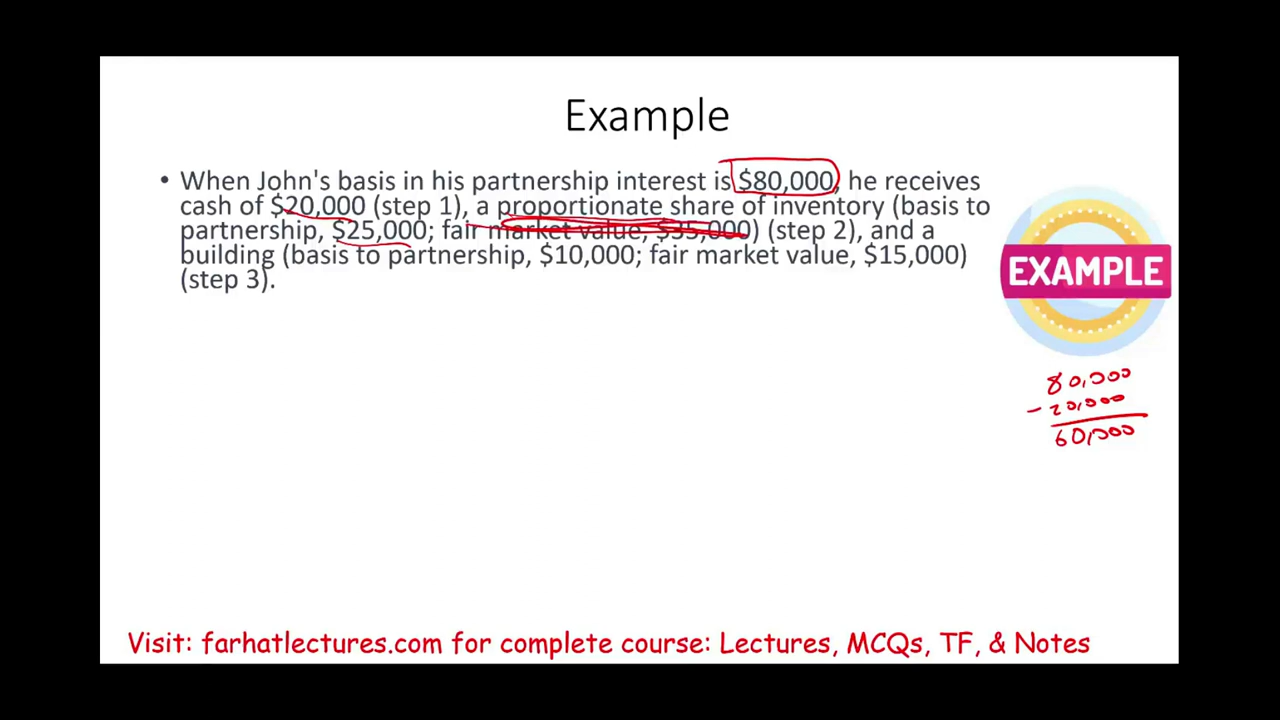 Example
• When John's basis in his partnership interest is $80,000, he receives
cash of $20,000 (step 1), a proportionate share of inventory (basis to
partnership, $25,000; fair market value, $35,000) (step 2), and a
building (basis to partnership, $10,000; fair market value, $15,000)
(step 3).
EXAMPLE
80,000
- 20,000
60,000
Visit: farhatlectures.com for complete course: Lectures, MCQs, TF, & Notes